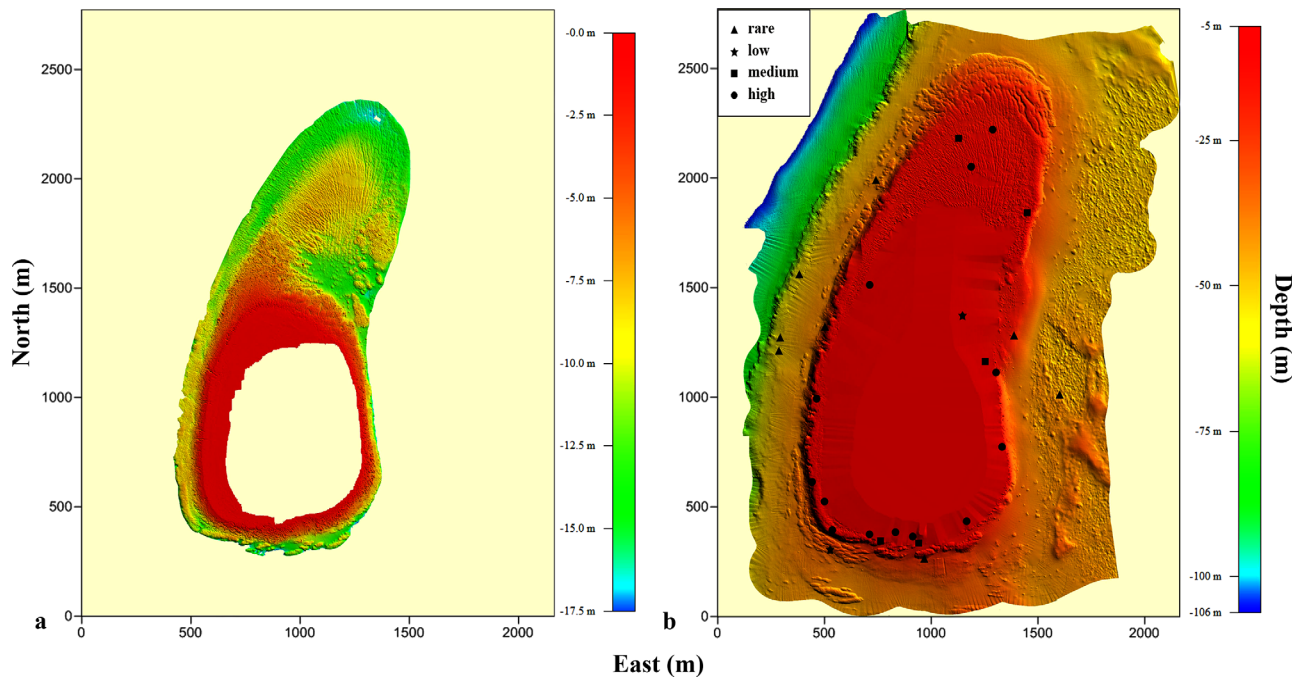 North (m)
2500
2000
1500
1000
500
0
a
0
500
1000
1500
2000
-0.0 m
-2.5 m
-5.0 m
-7.5 m
-10.0 m
-12.5 m
-15.0 m
-17.5 m
rare
low
medium
high
2500
2000
1500
1000
500
0
b
0
500
1000
1500
2000
-5 m
-25 m
-50 m
-75 m
-100 m
-106 m
Depth (m)
East (m)